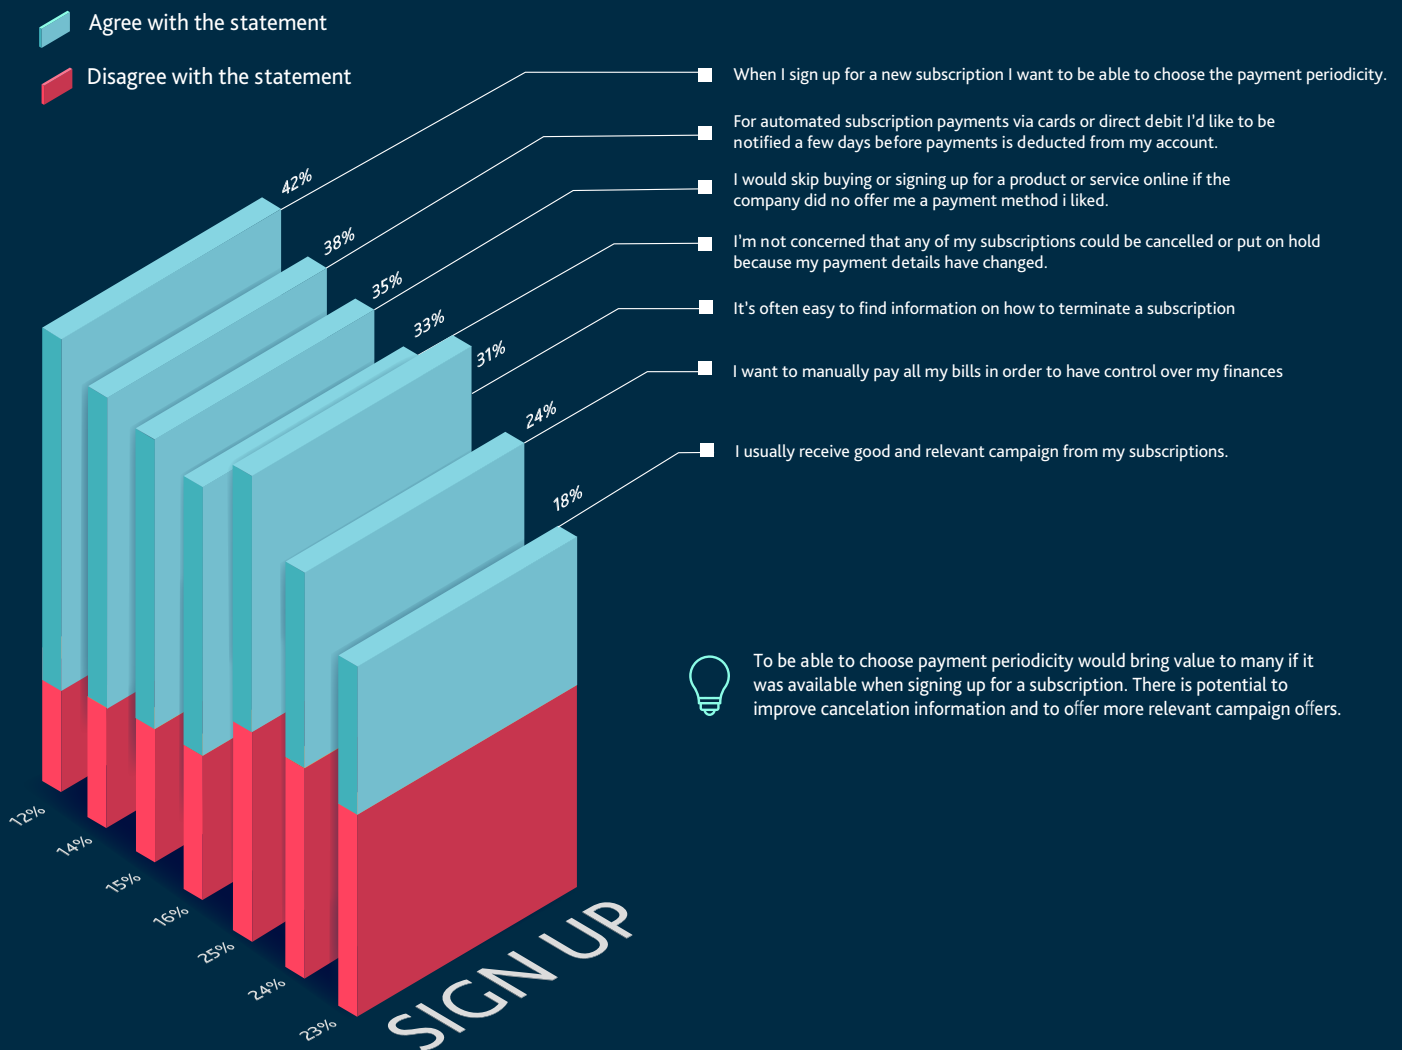 Agree with the statement
Disagree with the statement
When I sign up for a new subscription I want to be able to choose the payment periodicity.
For automated subscription payments via cards or direct debit I'd like to be
notified a few days before payments is deducted from my account.
I would skip buying or signing up for a product or service online if the
company did no offer me a payment method i liked.
I'm not concerned that any of my subscriptions could be cancelled or put on hold
because my payment details have changed.
It's often easy to find information on how to terminate a subscription
I want to manually pay all my bills in order to have control over my finances
I usually receive good and relevant campaign from my subscriptions.
42%
38%
35%
33%
31%
24%
18%
To be able to choose payment periodicity would bring value to many if it
was available when signing up for a subscription. There is potential to
improve cancelation information and to offer more relevant campaign offers.
12%
14%
15%
16%
25%
24%
23%
SIGN UP